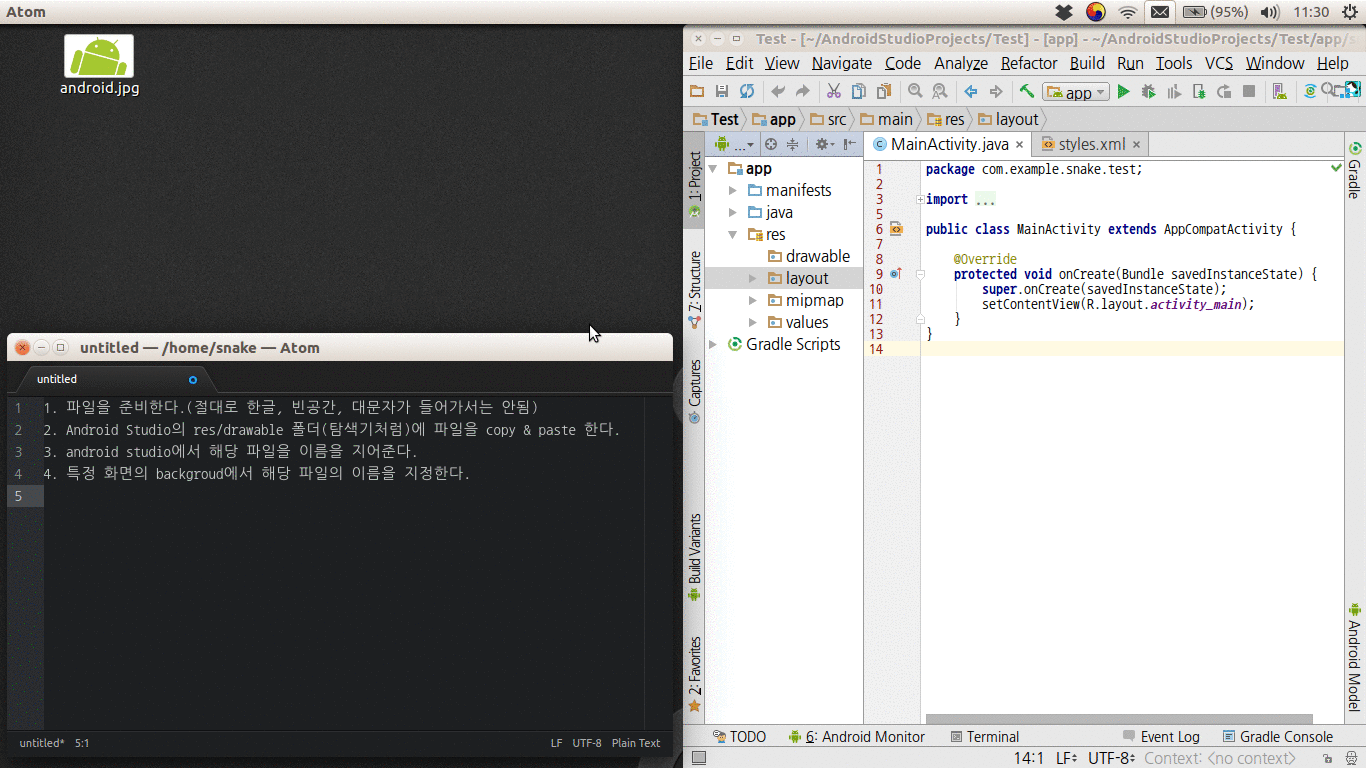 Atom
(95%)
11:30
android.jpg
untitled — /home/snake — Atom
untitled
1 1. 파일을 준비한다.(절대로 한글, 빈공간, 대문자가 들어가서는 안됨)
2 2. Android Studio의 res/drawable 폴더(탐색기처럼)에 파일을 copy & paste 한다.
3 3. android studio에서 해당 파일을 이름을 지어준다.
4 4. 특정 화면의 backgroud에서 해당 파일의 이름을 지정한다.
5
untitled* 5:1 LF UTF-8 Plain Text
Test - [~/AndroidStudioProjects/Test] - [app] - ~/AndroidStudioProjects/Test/app/s
File Edit View Navigate Code Analyze Refactor Build Run Tools VCS Window Help
app
Test app src main res layout
1: Project
Z: Structure
Captures
Build Variants
2: Favorites
...
app
manifests
java
res
drawable
layout
mipmap
values
Gradle Scripts
MainActivity.java styles.xml
1 package com.example.snake.test;
2
3 import ...
5
6 public class MainActivity extends AppCompatActivity {
7
8 @Override
9 protected void onCreate(Bundle savedInstanceState) {
10 super.onCreate(savedInstanceState);
11 setContentView(R.layout.activity_main);
12 }
13 }
14
Gradle
Android Model
TODO 6: Android Monitor Terminal Event Log Gradle Console
14:1 LF UTF-8 Context: <no context>